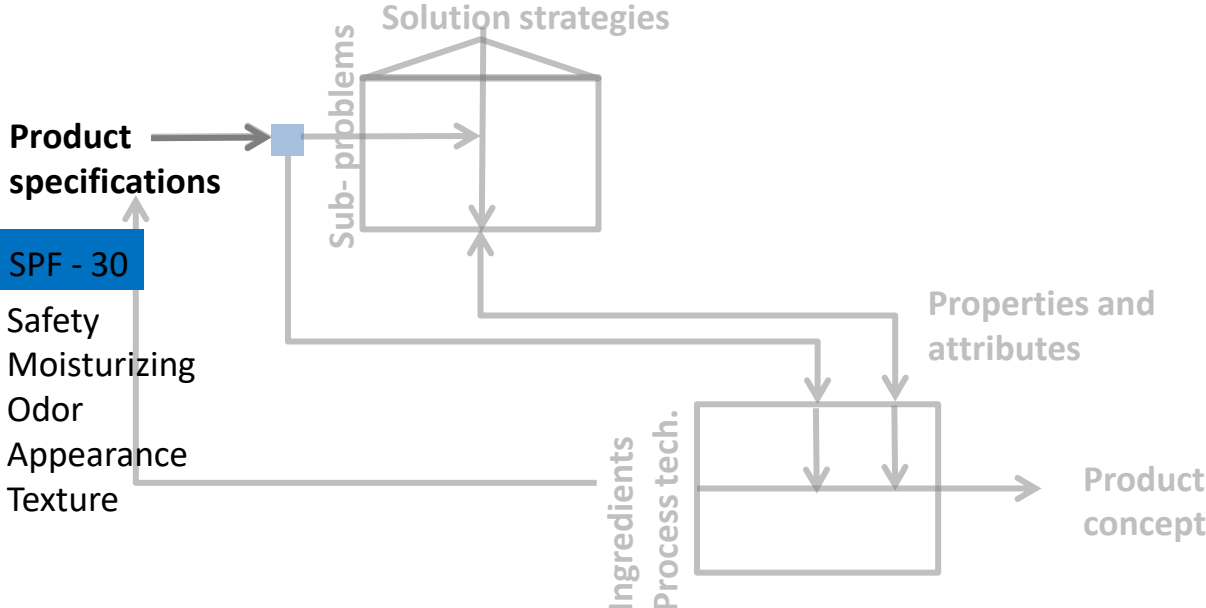 Solution strategies
Sub- problems
Product
specifications
SPF - 30
Safety
Moisturizing
Odor
Appearance
Texture
Properties and
attributes
Ingredients
Process tech.
Product
concept